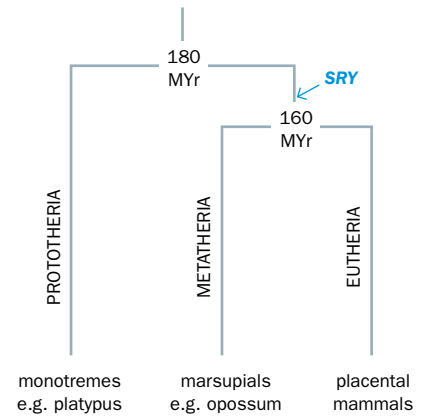 180
MYr
SRY
160
MYr
PROTOTHERIA
METATHERIA
EUTHERIA
monotremes
e.g. platypus
marsupials
e.g. opossum
placental
mammals